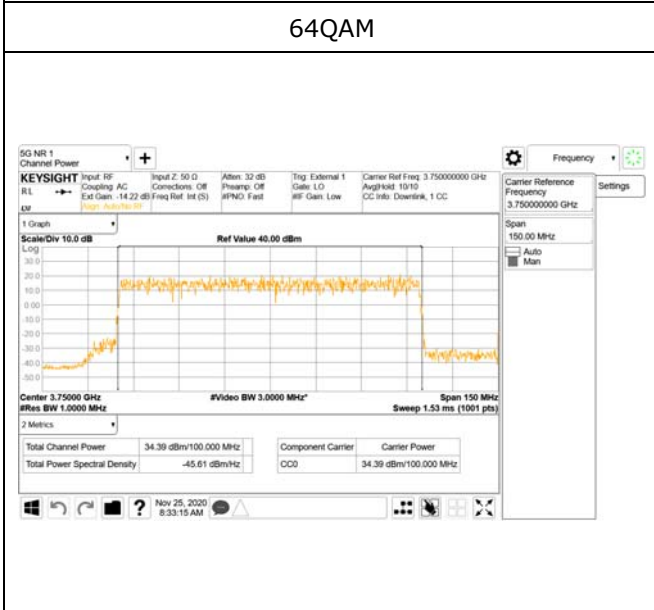 64QAM
5G NR 1
Channel Power
+
Frequency
KEYSIGHT Input: RF Input Z: 50 Ω Atten: 32 dB Trig: External 1 Carrier Ref Freq: 3.750000000 GHz
RL Coupling: AC Corrections: Off Preamp: Off Gate: LO Avg|Hold: 10/10
Ext Gain: -14.22 dB Freq Ref: Int (S) #PNO: Fast #IF Gain: Low CC Info: Downlink, 1 CC
Align: Auto/No RF
Carrier Reference
Frequency
3.750000000 GHz
Settings
Span
150.00 MHz
Auto
Man
1 Graph
Scale/Div 10.0 dB Ref Value 40.00 dBm
Log
30.0
20.0
10.0
0.00
-10.0
-20.0
-30.0
-40.0
-50.0
Center 3.75000 GHz #Video BW 3.0000 MHz* Span 150 MHz
#Res BW 1.0000 MHz Sweep 1.53 ms (1001 pts)
2 Metrics
Total Channel Power 34.39 dBm/100.000 MHz Component Carrier Carrier Power
Total Power Spectral Density -45.61 dBm/Hz CC0 34.39 dBm/100.000 MHz
? Nov 25, 2020
8:33:15 AM